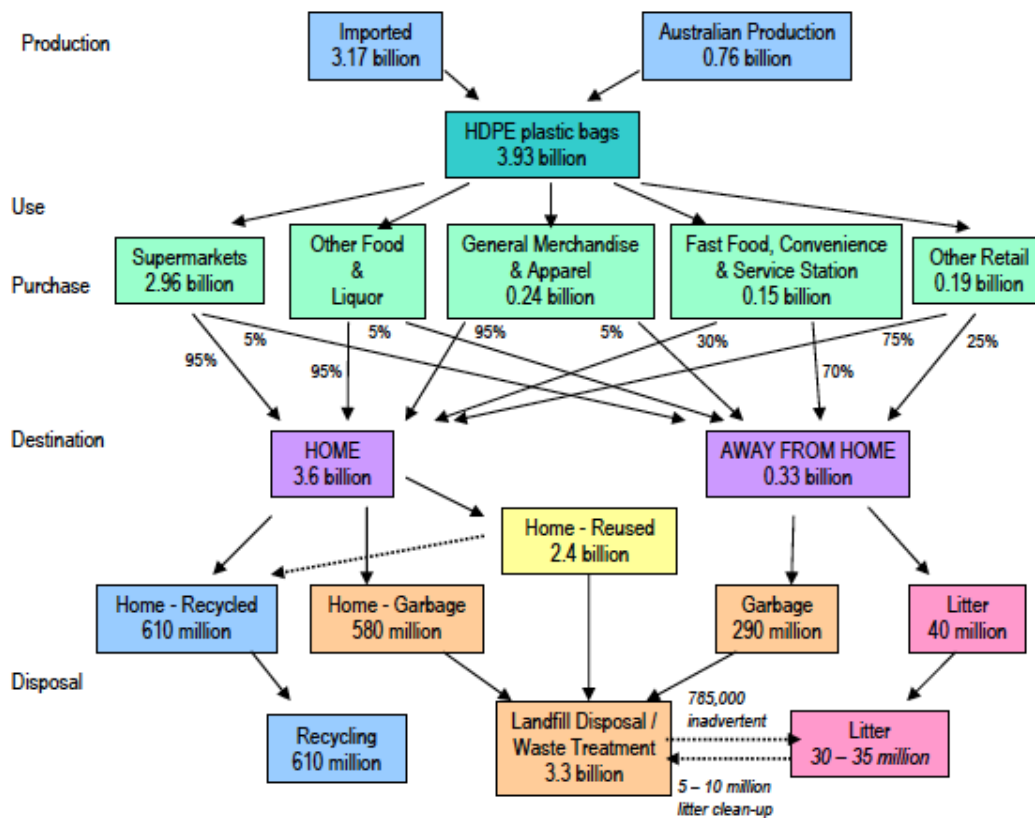 Production
Imported
3.17 billion
Australian Production
0.76 billion
HDPE plastic bags
3.93 billion
Use
Purchase
Supermarkets
2.96 billion
Other Food
&
Liquor
General Merchandise
& Apparel
0.24 billion
Fast Food, Convenience
& Service Station
0.15 billion
Other Retail
0.19 billion
95%
5%
95%
5%
95%
5%
30%
70%
75%
25%
Destination
HOME
3.6 billion
AWAY FROM HOME
0.33 billion
Home - Reused
2.4 billion
Home - Recycled
610 million
Home - Garbage
580 million
Garbage
290 million
Litter
40 million
Disposal
Recycling
610 million
Landfill Disposal /
Waste Treatment
3.3 billion
785,000
inadvertent
Litter
30 – 35 million
5 – 10 million
litter clean-up